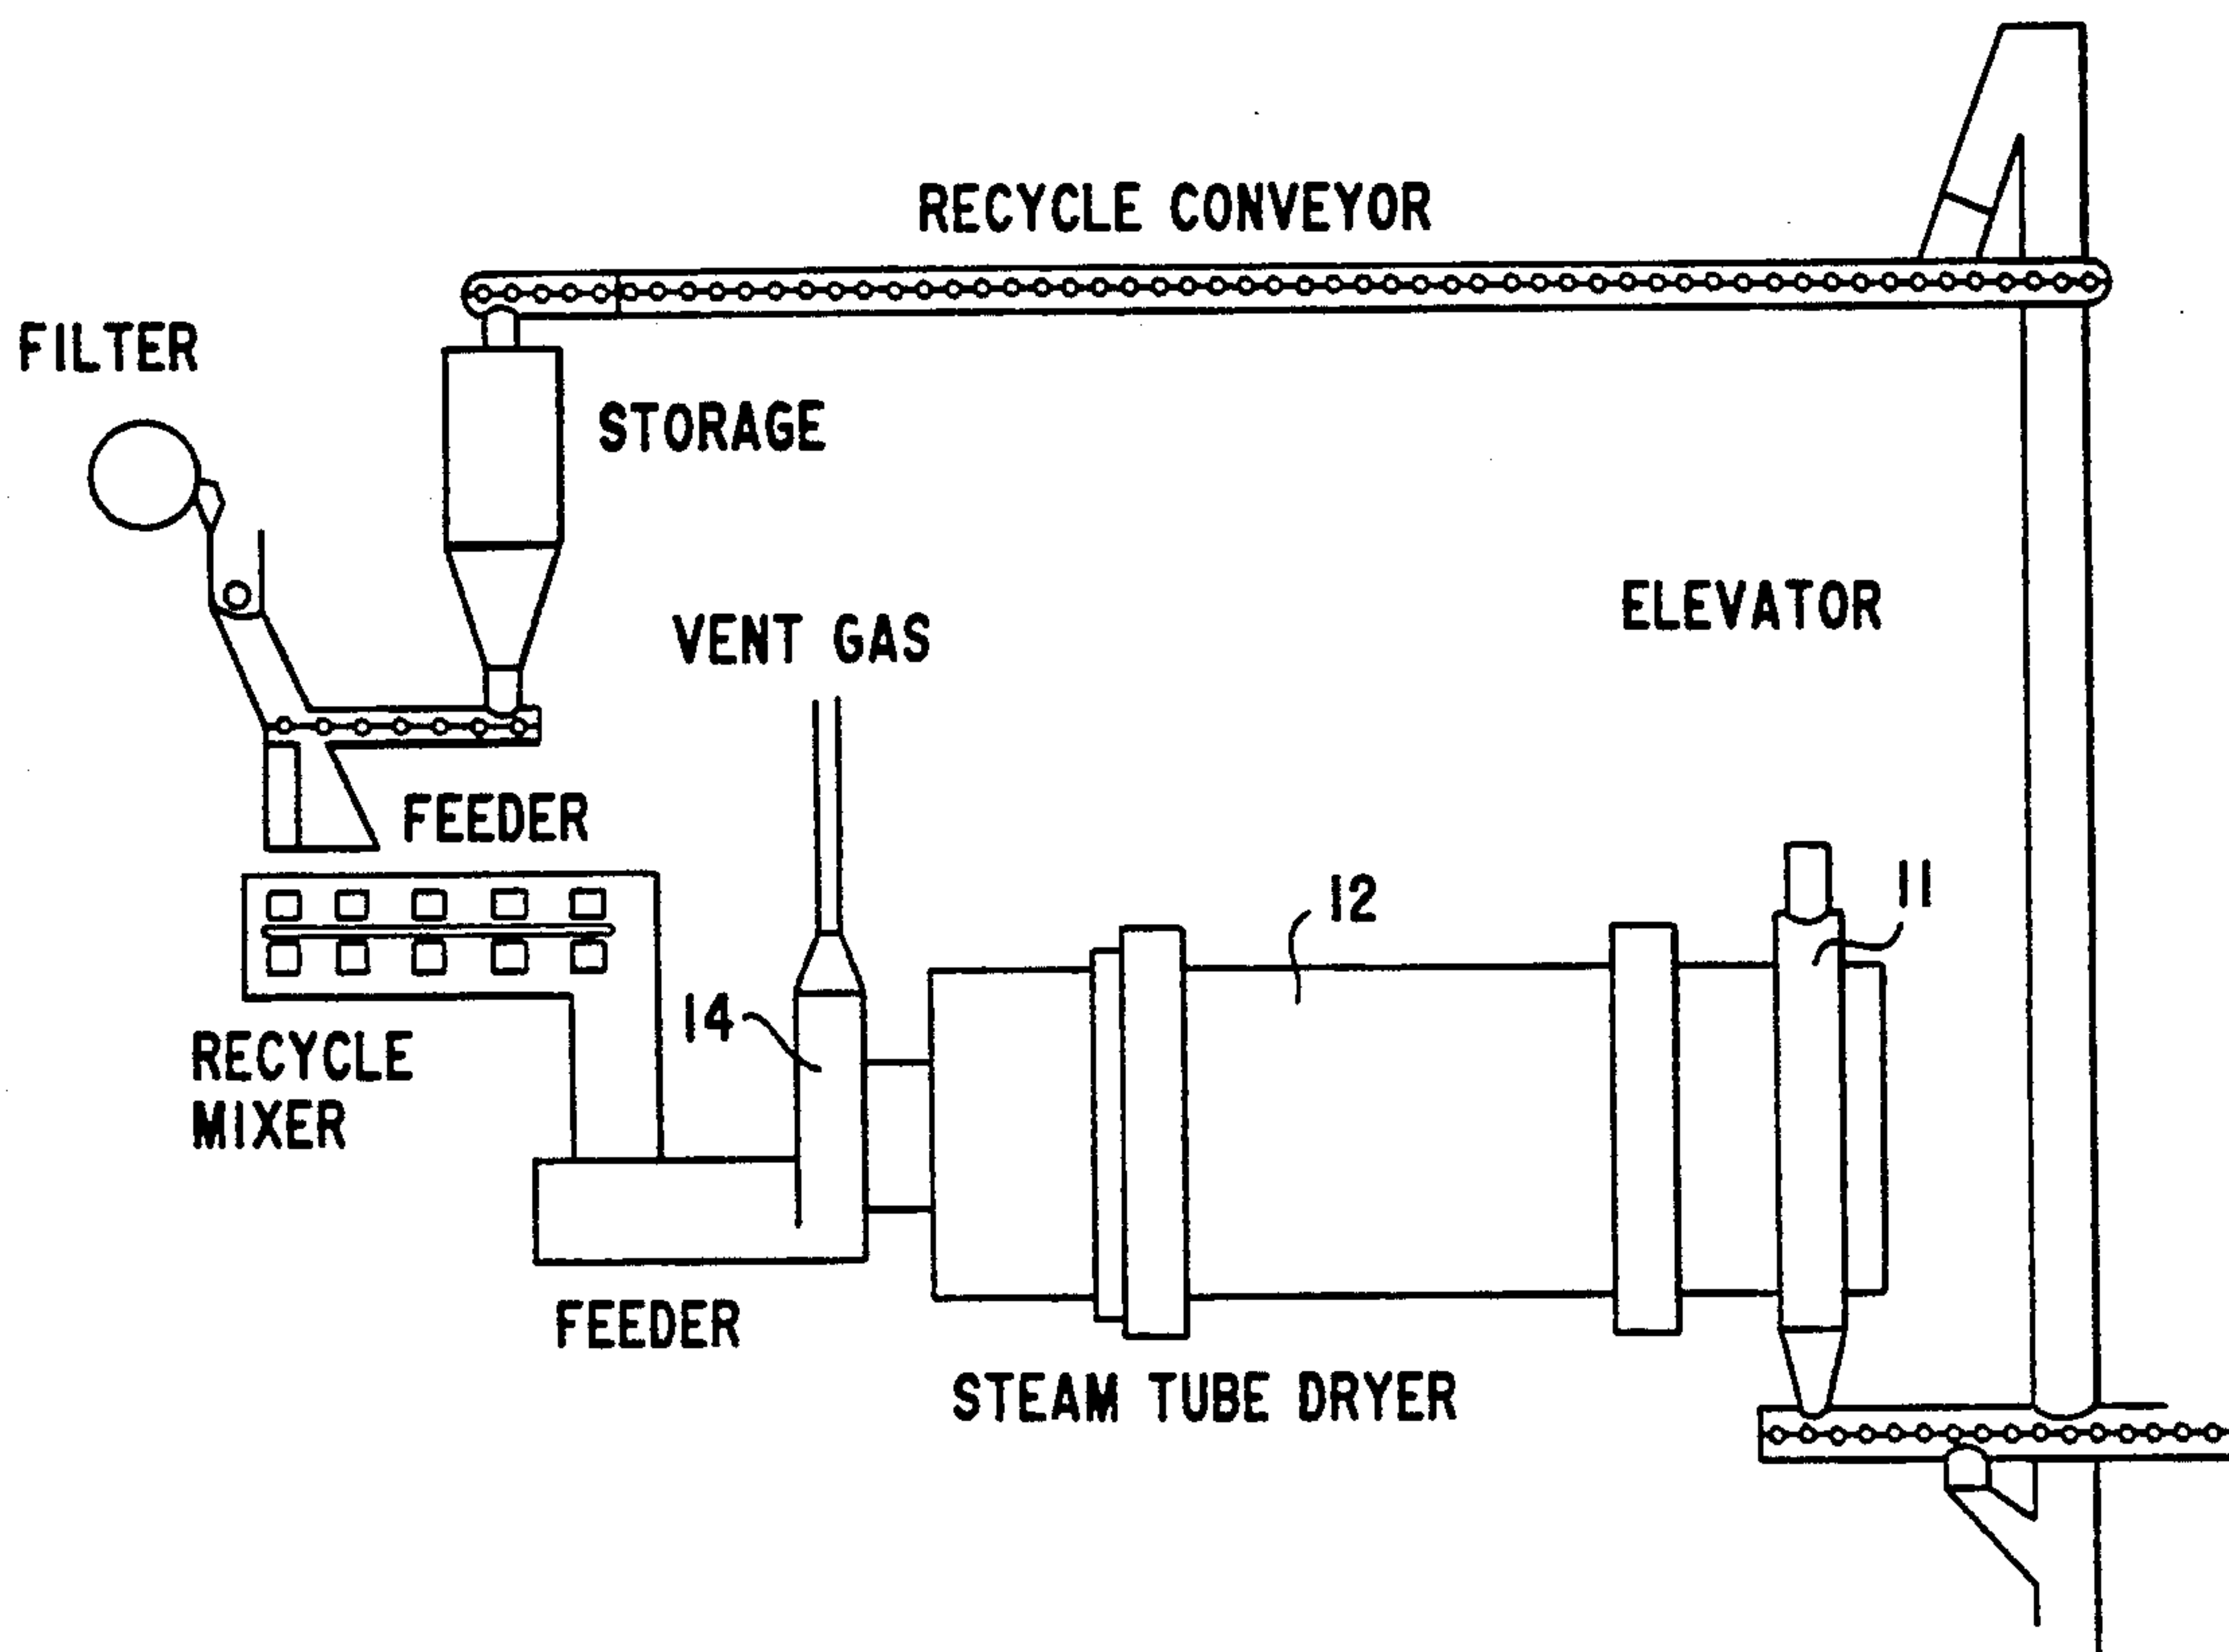 RECYCLE CONVEYOR
FILTER
STORAGE
VENT GAS
ELEVATOR
FEEDER
12
11
14
RECYCLE
MIXER
FEEDER
STEAM TUBE DRYER